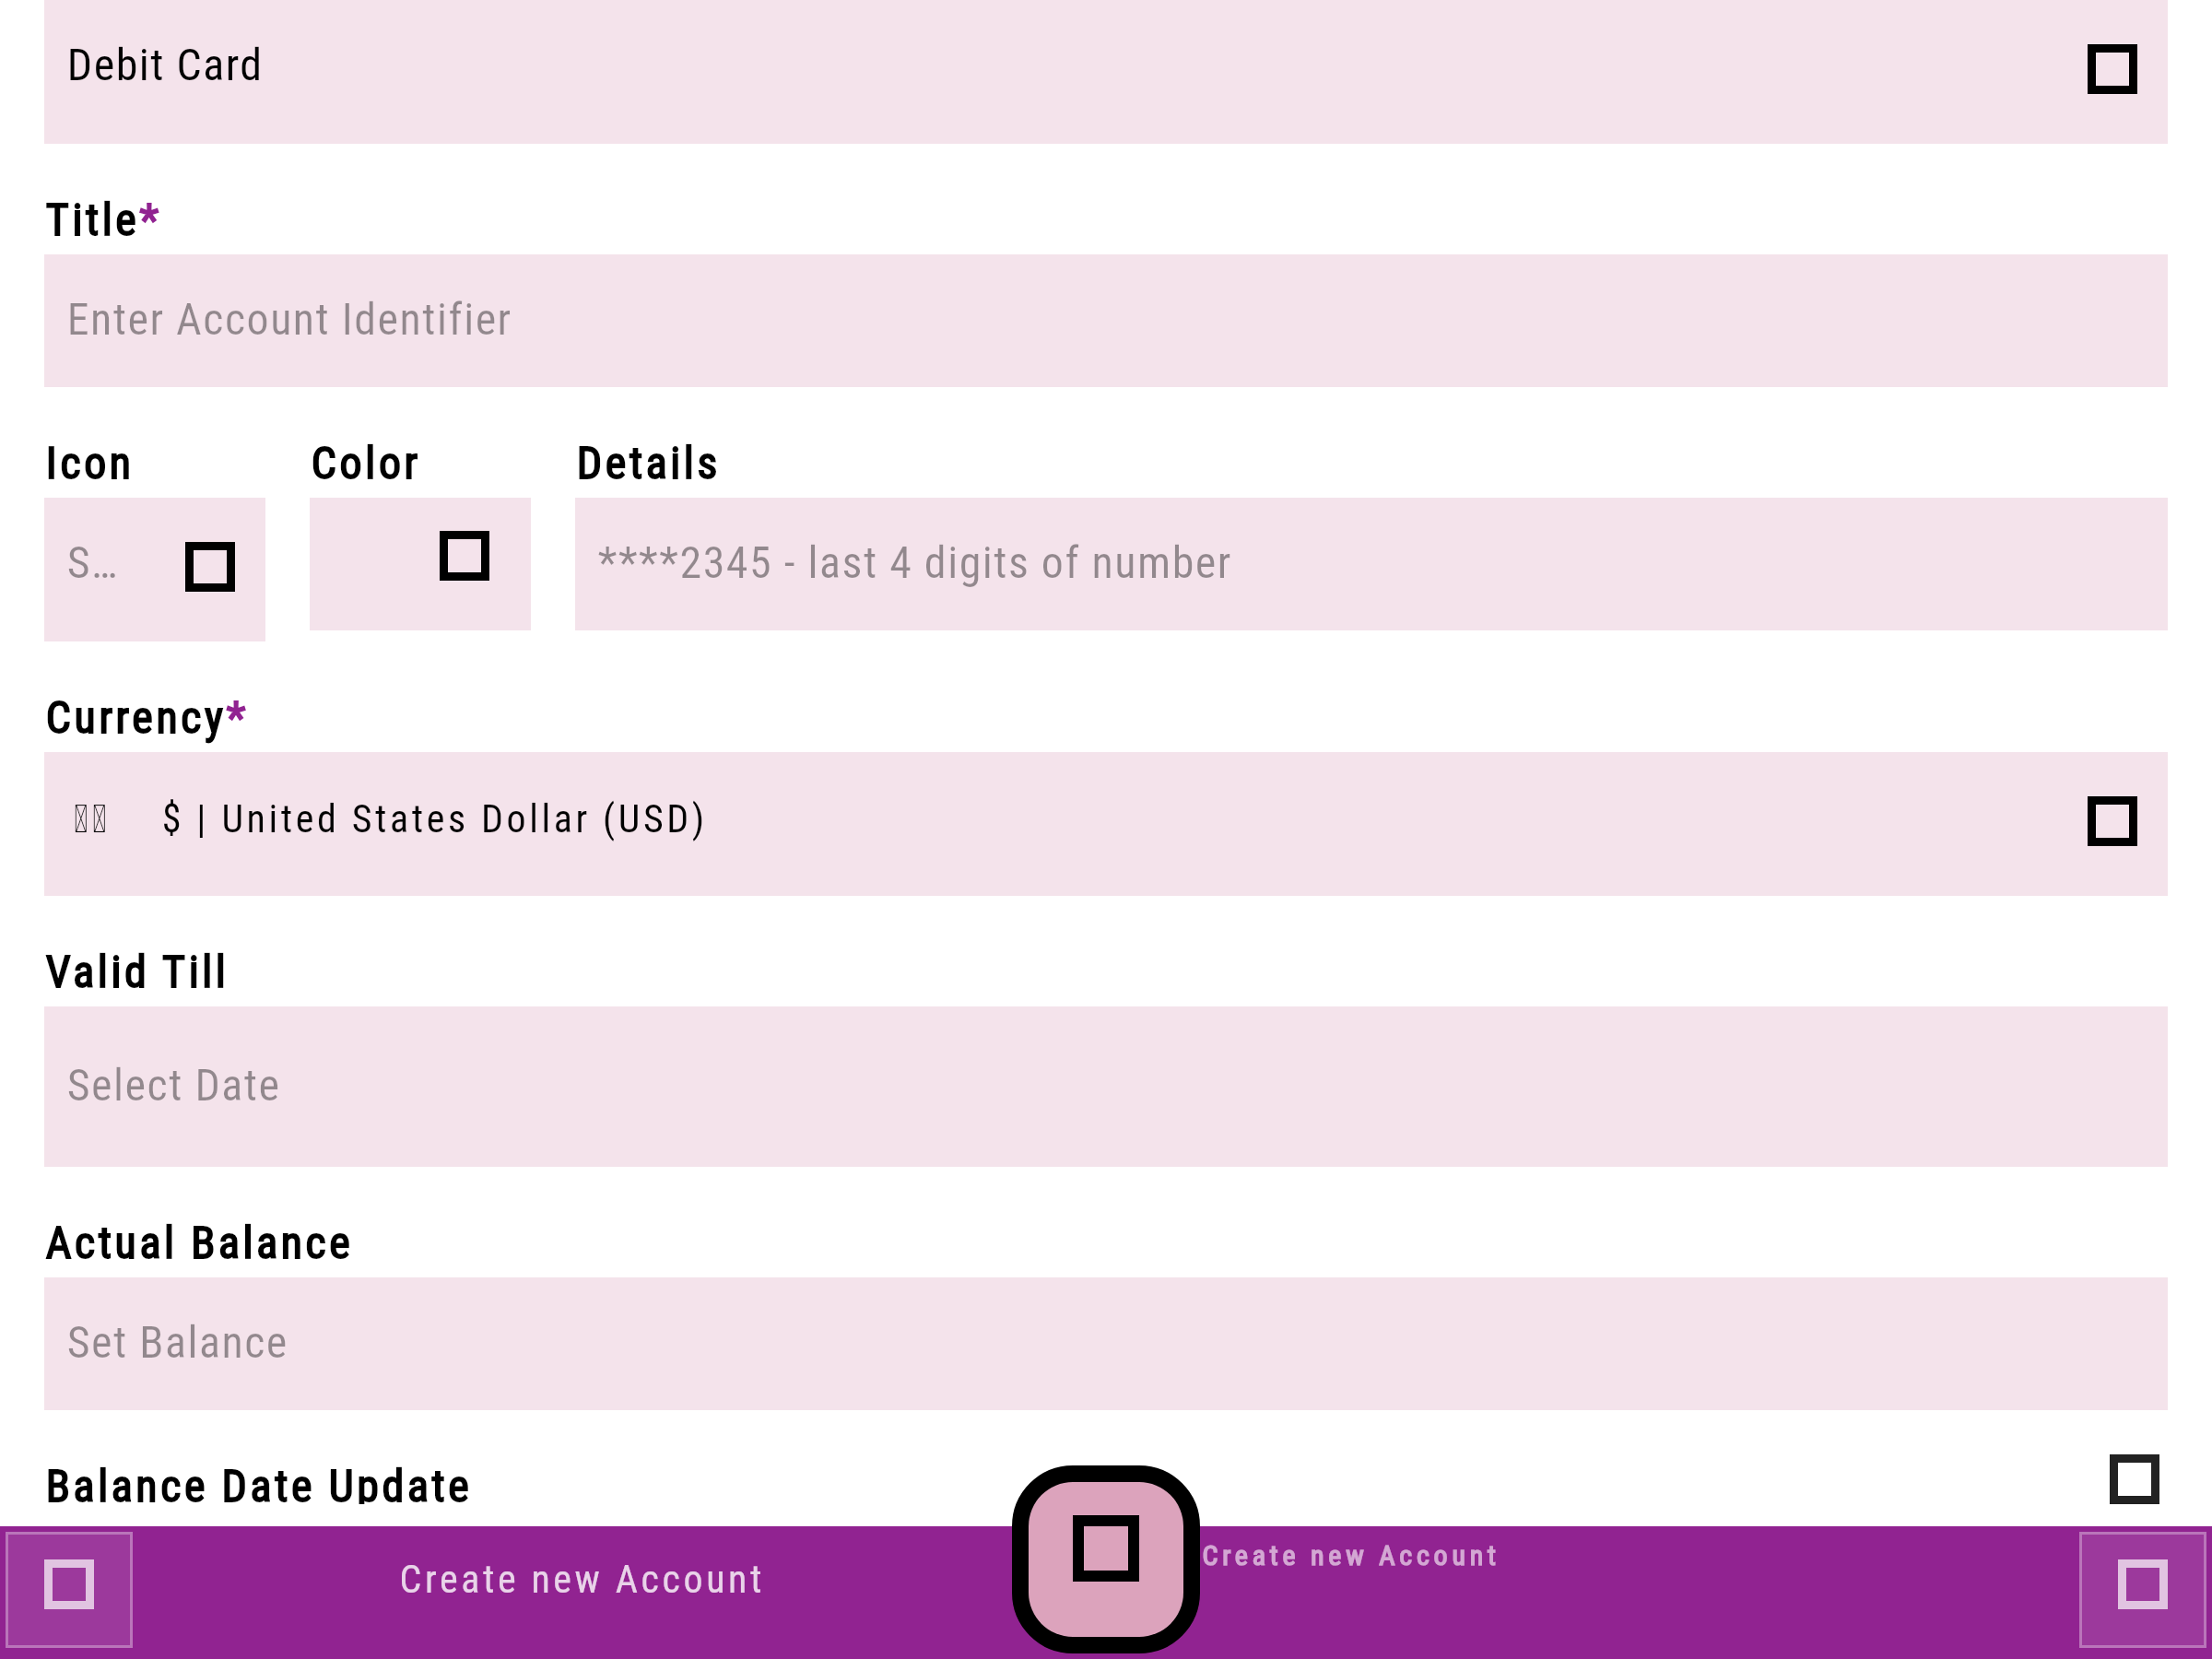 Debit Card
Title*
Enter Account Identifier
Icon Color Details
S… ****2345 - last 4 digits of number
Currency*
$ | United States Dollar (USD)
Valid Till
Select Date
Actual Balance
Set Balance
Balance Date Update
Create new Account
Create new Account